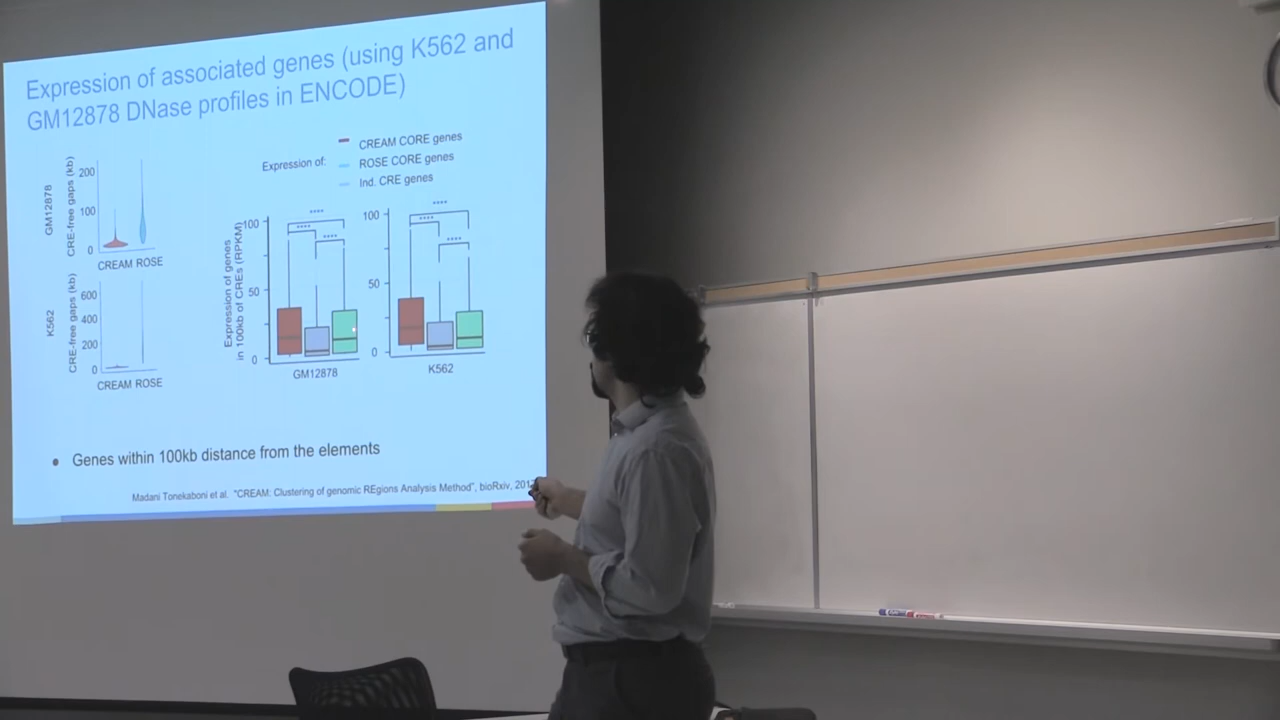 Expression of associated genes (using K562 and
GM12878 DNase profiles in ENCODE)
Expression of:
CREAM CORE genes
ROSE CORE genes
Ind. CRE genes
GM12878
CRE-free gaps (kb)
200
100
0
CREAM ROSE
K562
CRE-free gaps (kb)
600
400
200
0
CREAM ROSE
Expression of genes
in 100kb of CREs (RPKM)
100
50
0
****
****
****
GM12878
100
50
0
****
****
****
K562
• Genes within 100kb distance from the elements
Madani Tonekaboni et al. "CREAM: Clustering of genomic REgions Analysis Method", bioRxiv,